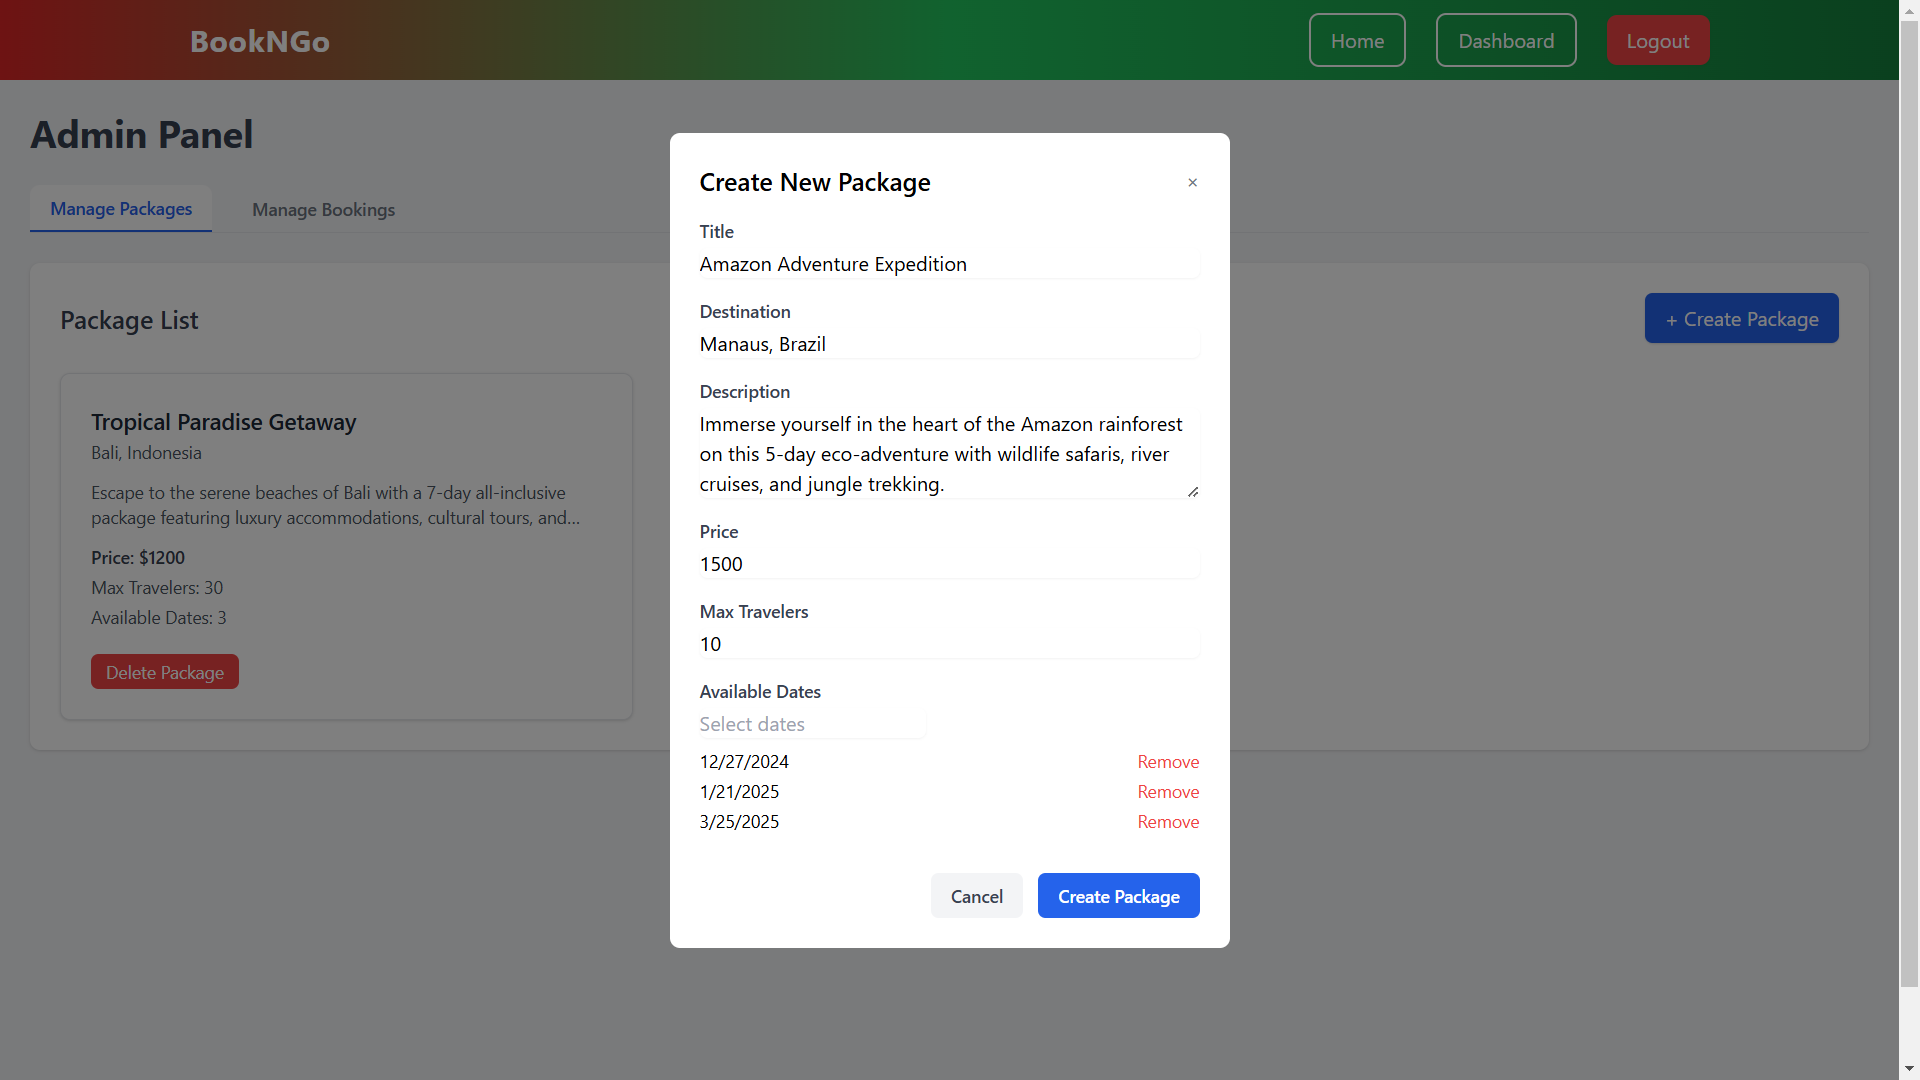 BookNGo
Home
Dashboard
Logout
Admin Panel
Manage Packages
Manage Bookings
Package List
+ Create Package
Tropical Paradise Getaway
Bali, Indonesia
Escape to the serene beaches of Bali with a 7-day all-inclusive
package featuring luxury accommodations, cultural tours, and...
Price: $1200
Max Travelers: 30
Available Dates: 3
Delete Package
Create New Package
×
Title
Amazon Adventure Expedition
Destination
Manaus, Brazil
Description
Immerse yourself in the heart of the Amazon rainforest
on this 5-day eco-adventure with wildlife safaris, river
cruises, and jungle trekking.
Price
1500
Max Travelers
10
Available Dates
Select dates
12/27/2024 Remove
1/21/2025 Remove
3/25/2025 Remove
Cancel
Create Package